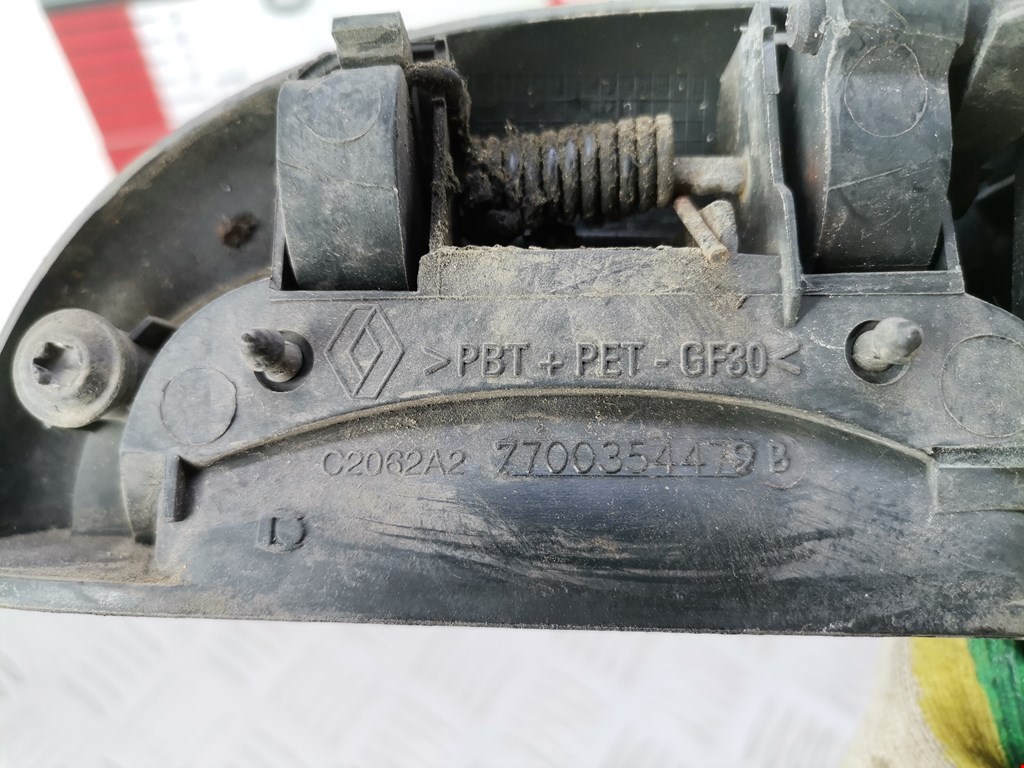 >PBT + PET - GF30<
C2062A2 7700354479 B
D